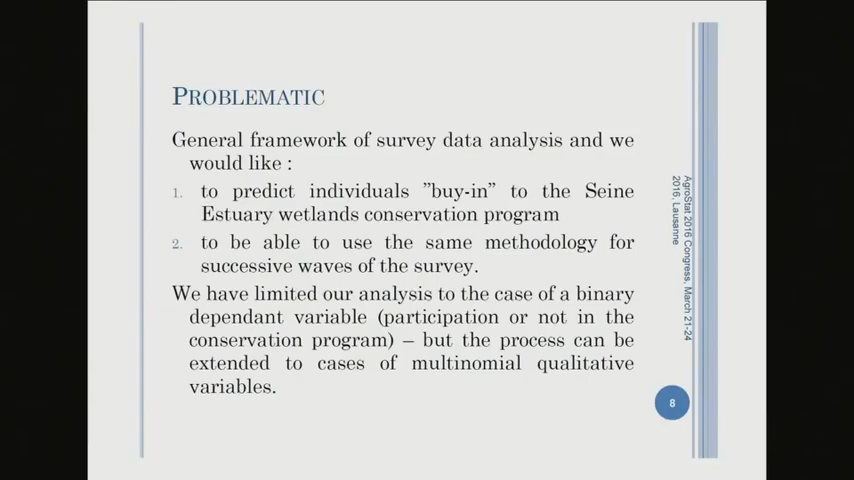 PROBLEMATIC
General framework of survey data analysis and we
would like :
1. to predict individuals ”buy-in” to the Seine
Estuary wetlands conservation program
2. to be able to use the same methodology for
successive waves of the survey.
We have limited our analysis to the case of a binary
dependant variable (participation or not in the
conservation program) – but the process can be
extended to cases of multinomial qualitative
variables.
AgroStat 2016 Congress, March 21-24
2016, Lausanne
8